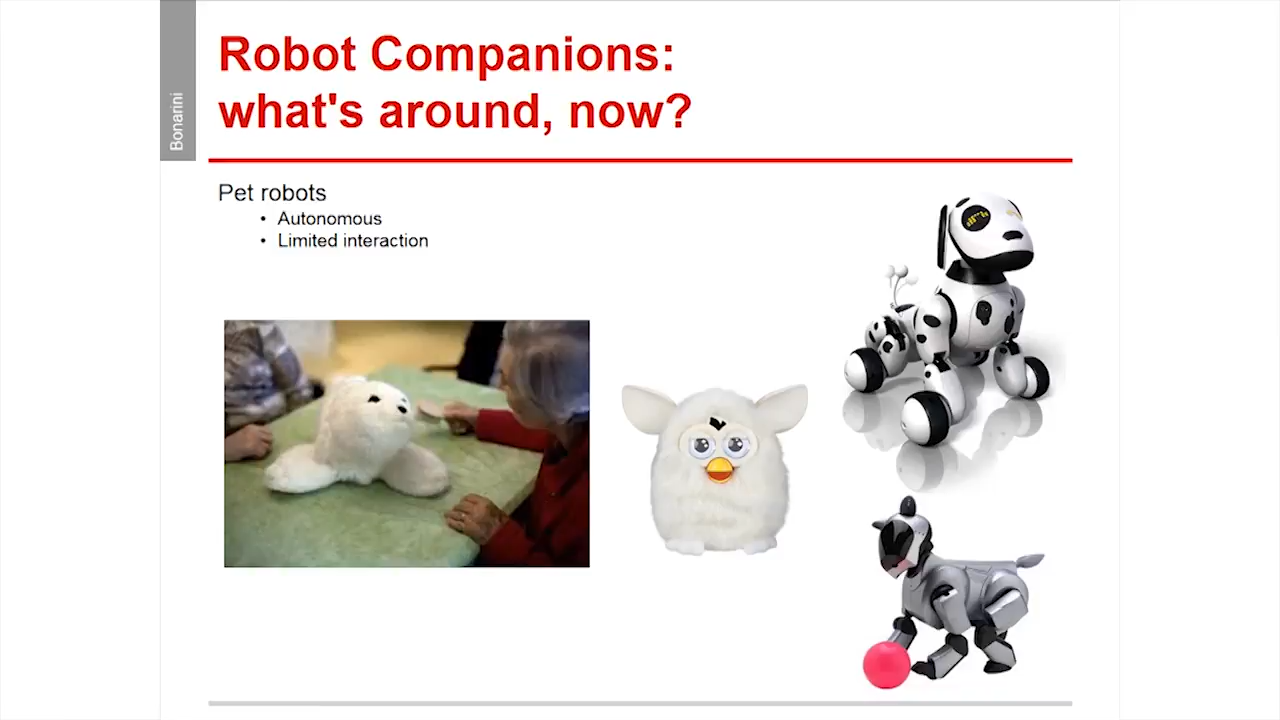 Bonarini
Robot Companions:
what's around, now?
Pet robots
• Autonomous
• Limited interaction